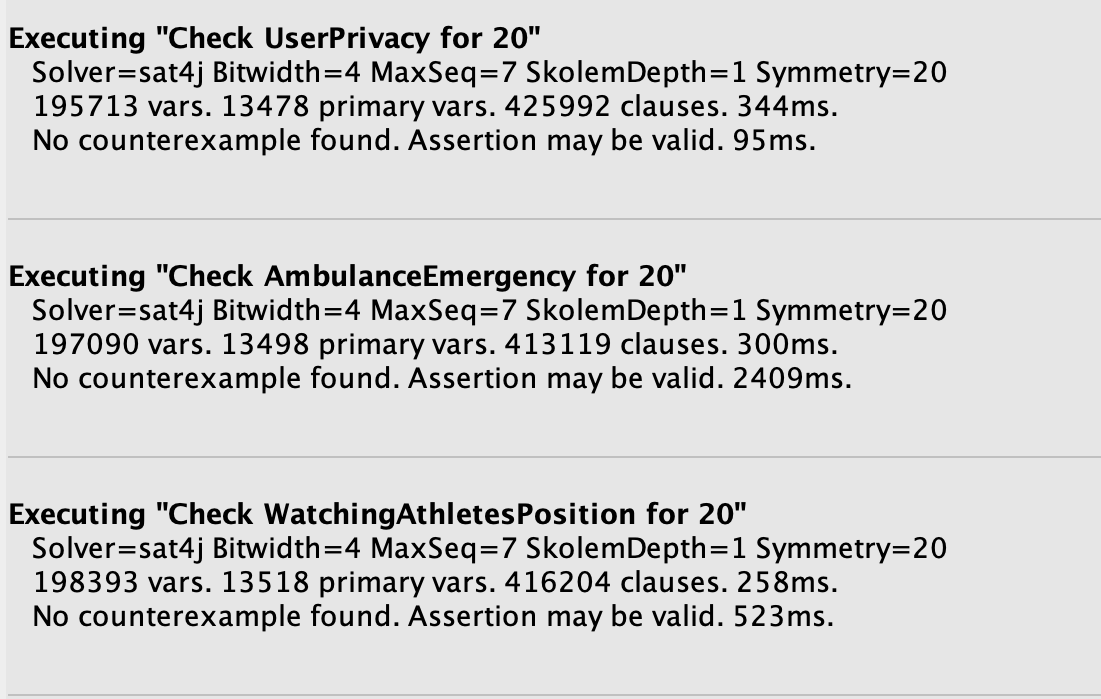 Executing "Check UserPrivacy for 20"
Solver=sat4j Bitwidth=4 MaxSeq=7 SkolemDepth=1 Symmetry=20
195713 vars. 13478 primary vars. 425992 clauses. 344ms.
No counterexample found. Assertion may be valid. 95ms.
Executing "Check AmbulanceEmergency for 20"
Solver=sat4j Bitwidth=4 MaxSeq=7 SkolemDepth=1 Symmetry=20
197090 vars. 13498 primary vars. 413119 clauses. 300ms.
No counterexample found. Assertion may be valid. 2409ms.
Executing "Check WatchingAthletesPosition for 20"
Solver=sat4j Bitwidth=4 MaxSeq=7 SkolemDepth=1 Symmetry=20
198393 vars. 13518 primary vars. 416204 clauses. 258ms.
No counterexample found. Assertion may be valid. 523ms.